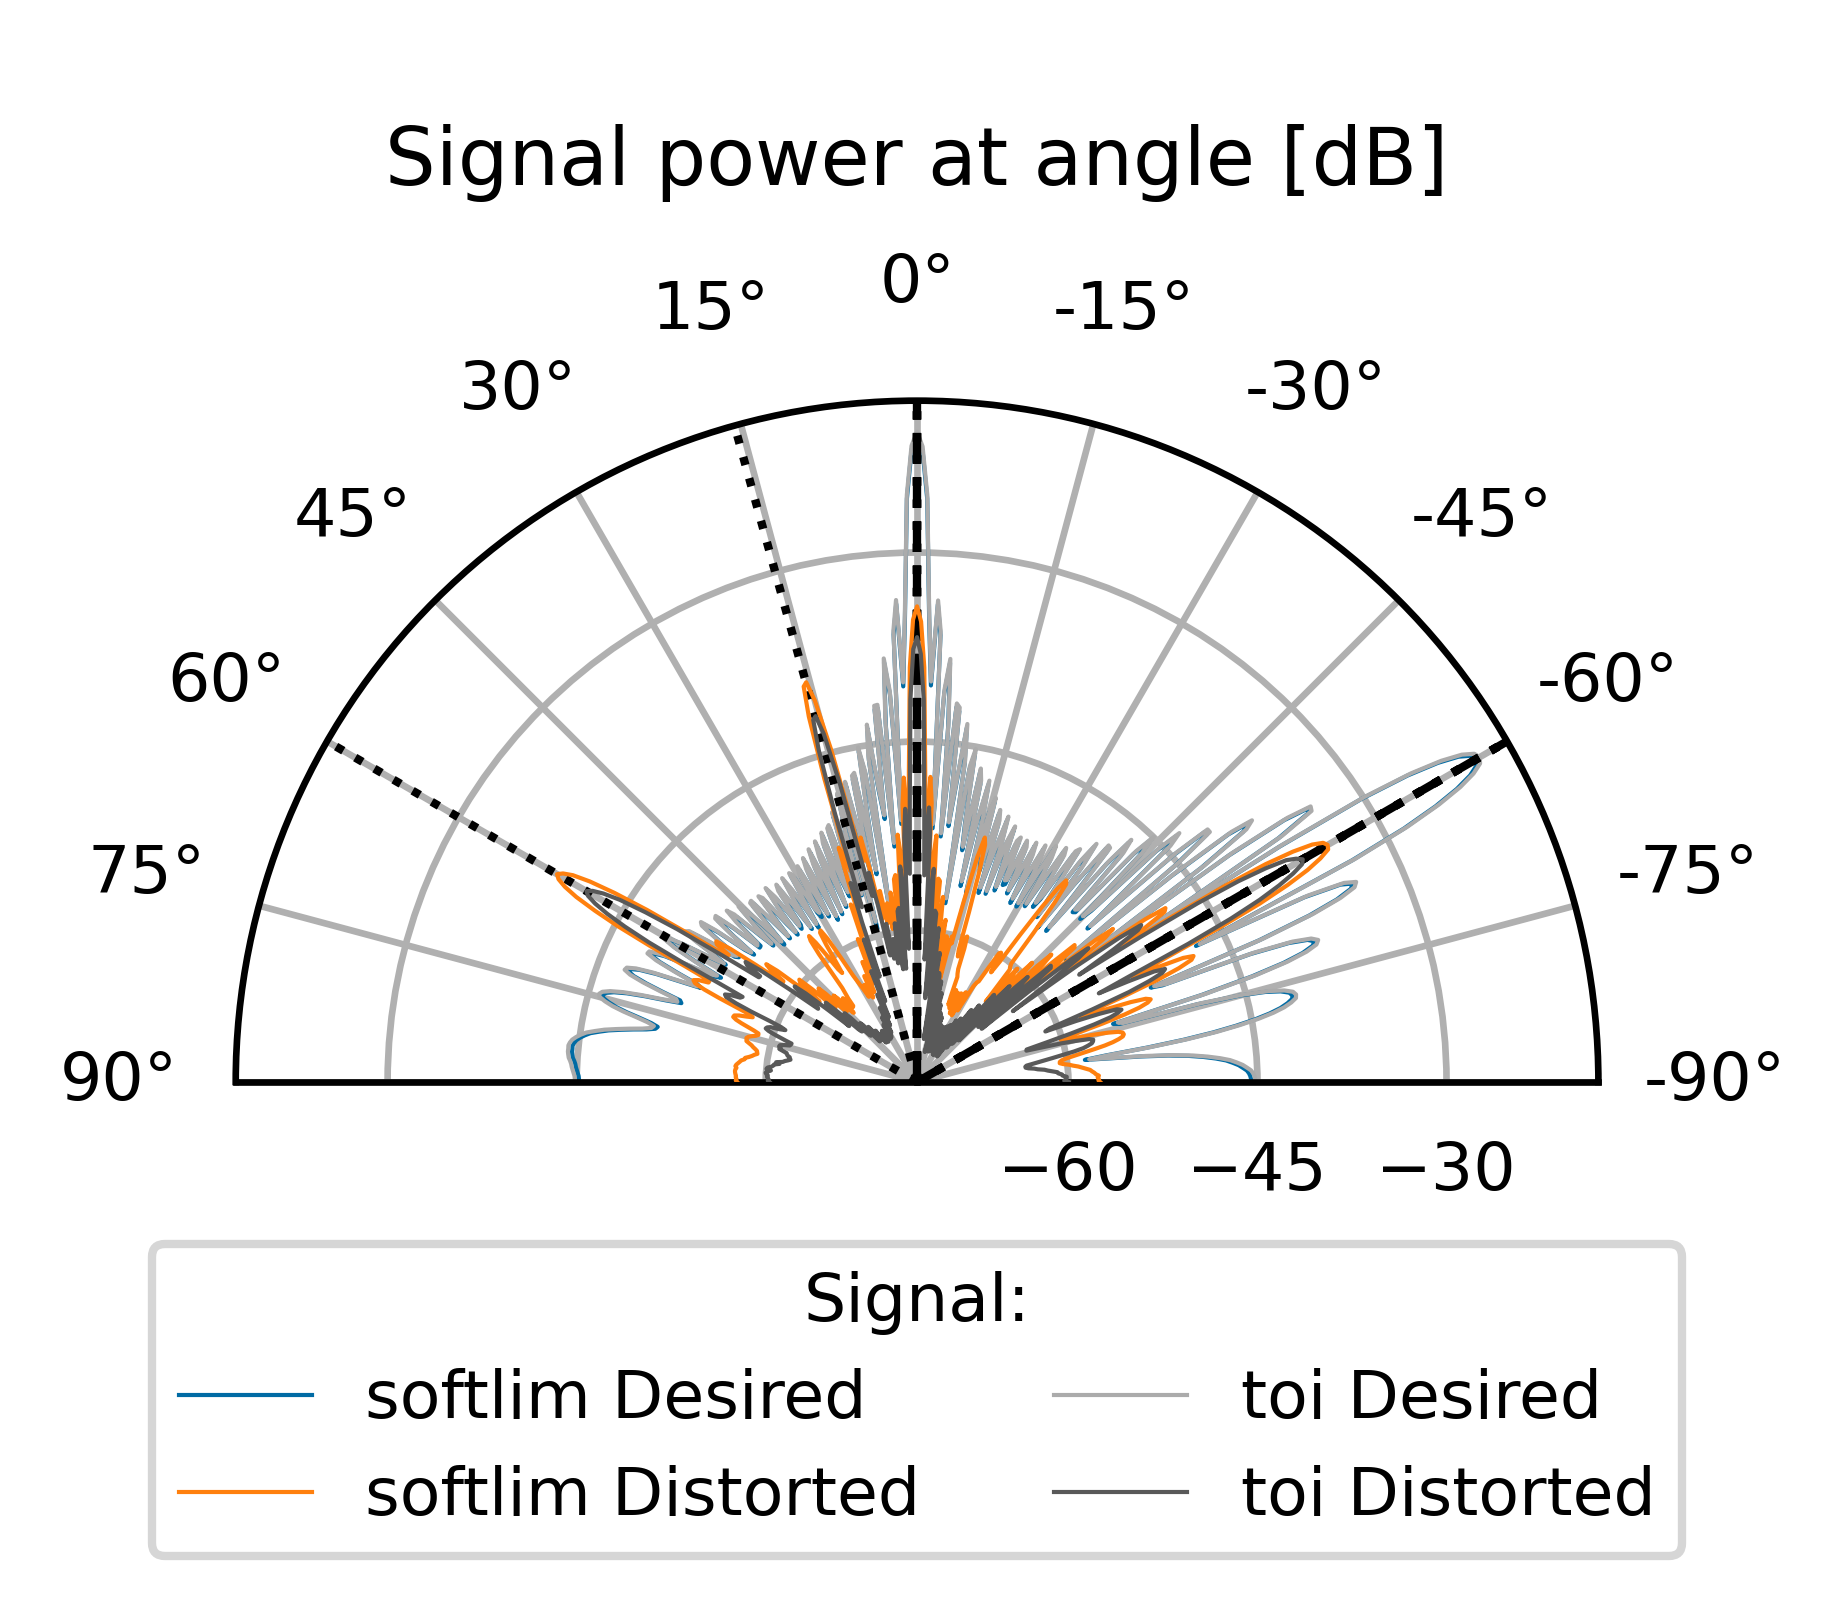 Signal power at angle [dB]
0°
15°
-15°
30°
-30°
45°
-45°
60°
-60°
75°
-75°
90°
-90°
−60 −45 −30
Signal:
softlim Desired
softlim Distorted
toi Desired
toi Distorted